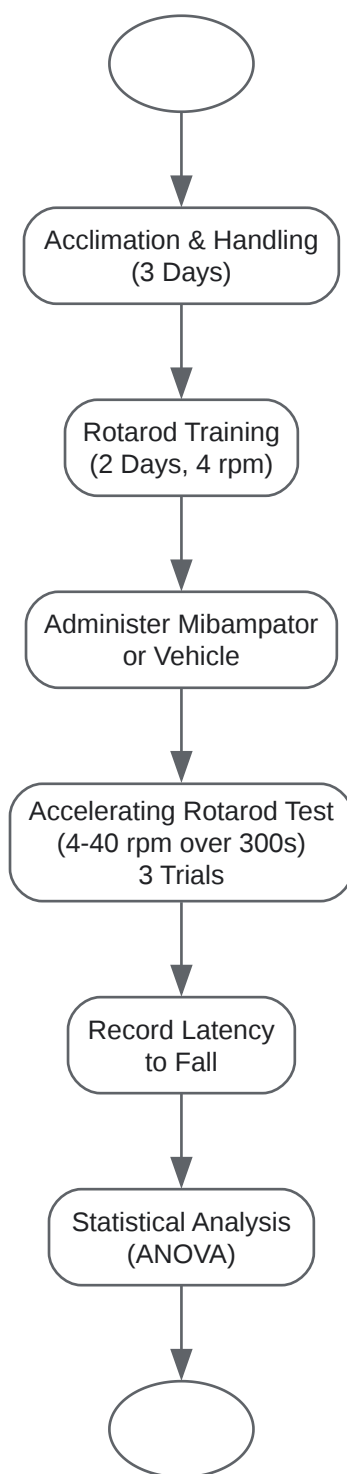 Acclimation & Handling
(3 Days)
Rotarod Training
(2 Days, 4 rpm)
Administer Mibampator
or Vehicle
Accelerating Rotarod Test
(4-40 rpm over 300s)
3 Trials
Record Latency
to Fall
Statistical Analysis
(ANOVA)